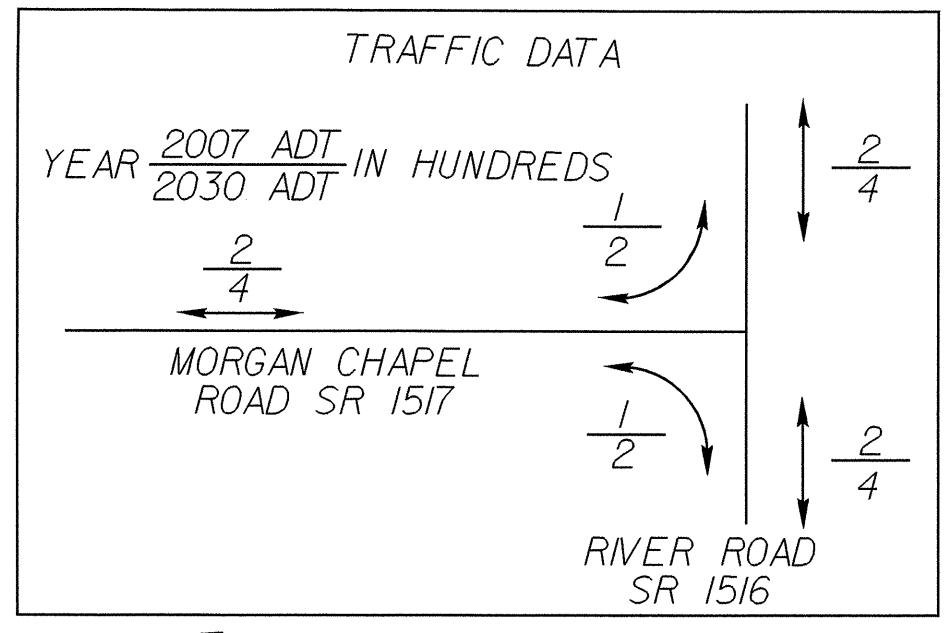 TRAFFIC DATA
YEAR 2007 ADT
2030 ADT IN HUNDREDS
2
4
1
2
2
4
MORGAN CHAPEL
ROAD SR 1517
1
2
2
4
RIVER ROAD
SR 1516